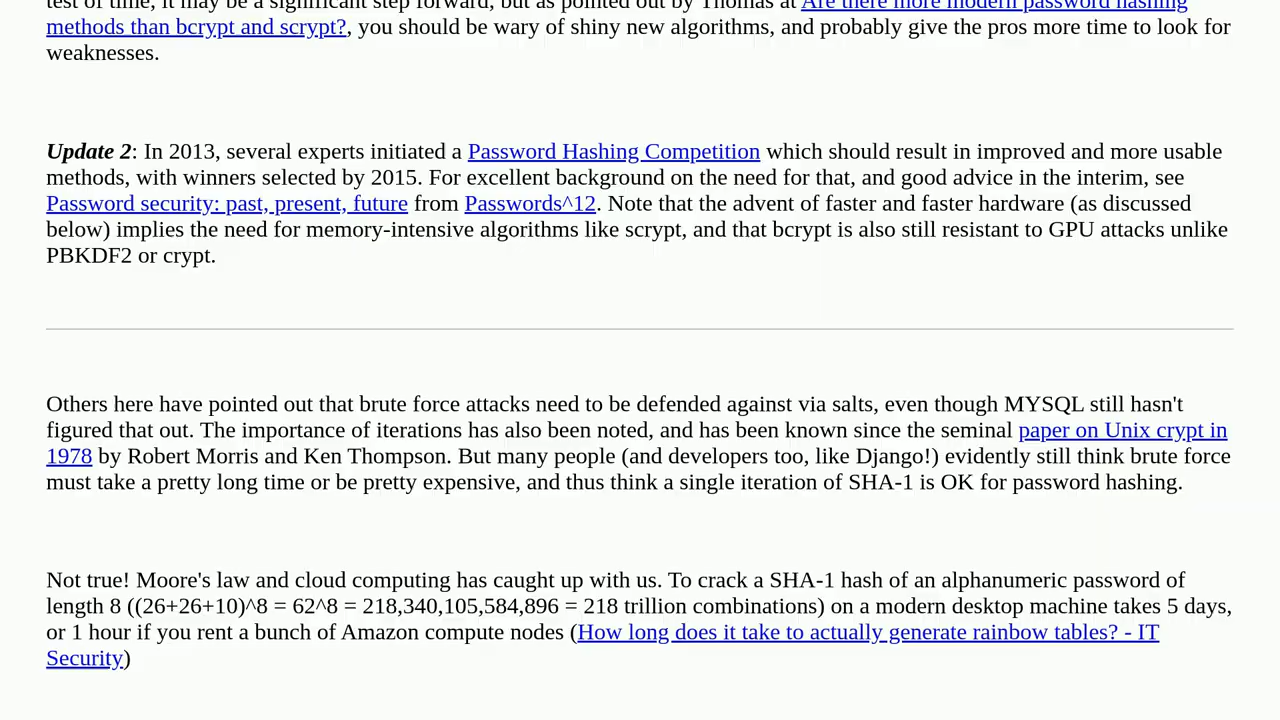 test of time, it may be a significant step forward, but as pointed out by Thomas at Are there more modern password hashing
methods than bcrypt and scrypt?, you should be wary of shiny new algorithms, and probably give the pros more time to look for
weaknesses.
Update 2: In 2013, several experts initiated a Password Hashing Competition which should result in improved and more usable
methods, with winners selected by 2015. For excellent background on the need for that, and good advice in the interim, see
Password security: past, present, future from Passwords^12. Note that the advent of faster and faster hardware (as discussed
below) implies the need for memory-intensive algorithms like scrypt, and that bcrypt is also still resistant to GPU attacks unlike
PBKDF2 or crypt.
Others here have pointed out that brute force attacks need to be defended against via salts, even though MYSQL still hasn't
figured that out. The importance of iterations has also been noted, and has been known since the seminal paper on Unix crypt in
1978 by Robert Morris and Ken Thompson. But many people (and developers too, like Django!) evidently still think brute force
must take a pretty long time or be pretty expensive, and thus think a single iteration of SHA-1 is OK for password hashing.
Not true! Moore's law and cloud computing has caught up with us. To crack a SHA-1 hash of an alphanumeric password of
length 8 ((26+26+10)^8 = 62^8 = 218,340,105,584,896 = 218 trillion combinations) on a modern desktop machine takes 5 days,
or 1 hour if you rent a bunch of Amazon compute nodes (How long does it take to actually generate rainbow tables? - IT
Security)